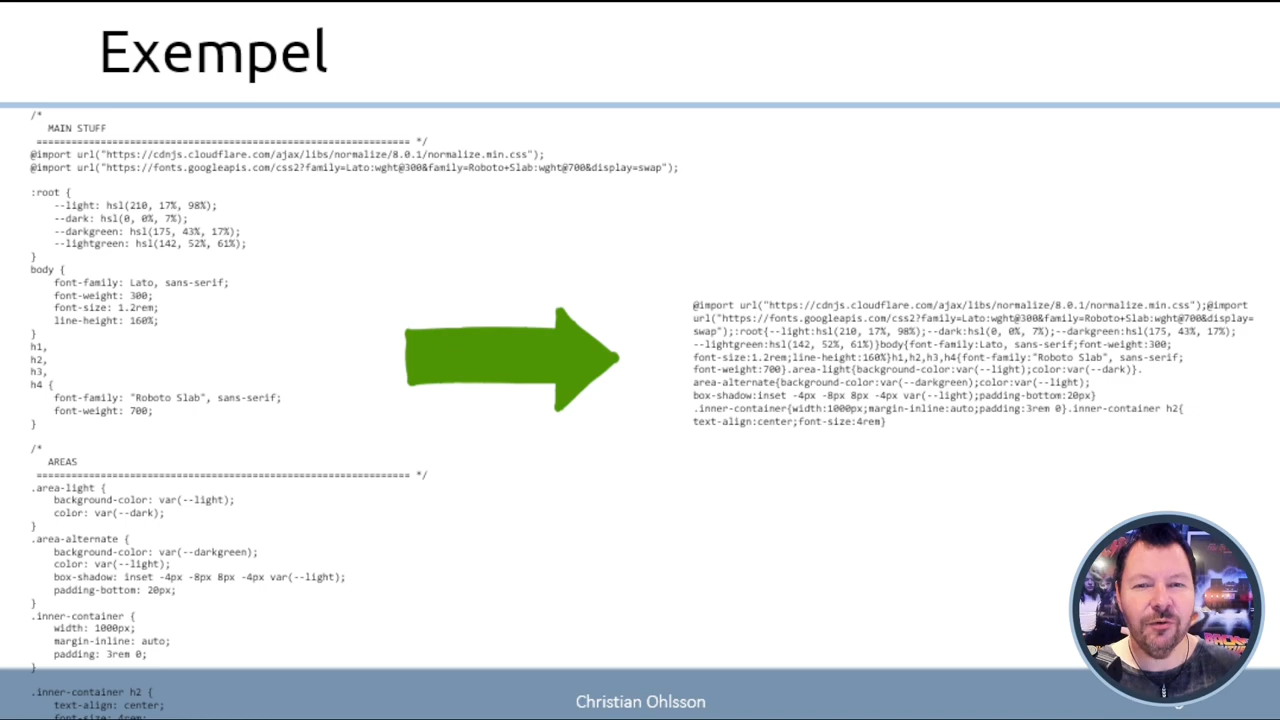 Exempel
/*
MAIN STUFF
================================================================ */
@import url("https://cdnjs.cloudflare.com/ajax/libs/normalize/8.0.1/normalize.min.css");
@import url("https://fonts.googleapis.com/css2?family=Lato:wght@300&family=Roboto+Slab:wght@700&display=swap");
:root {
--light: hsl(210, 17%, 98%);
--dark: hsl(0, 0%, 7%);
--darkgreen: hsl(175, 43%, 17%);
--lightgreen: hsl(142, 52%, 61%);
}
body {
font-family: Lato, sans-serif;
font-weight: 300;
font-size: 1.2rem;
line-height: 160%;
}
h1,
h2,
h3,
h4 {
font-family: "Roboto Slab", sans-serif;
font-weight: 700;
}
/*
AREAS
================================================================ */
.area-light {
background-color: var(--light);
color: var(--dark);
}
.area-alternate {
background-color: var(--darkgreen);
color: var(--light);
box-shadow: inset -4px -8px 8px -4px var(--light);
padding-bottom: 20px;
}
.inner-container {
width: 1000px;
margin-inline: auto;
padding: 3rem 0;
}
.inner-container h2 {
text-align: center;
font-size: 4rem;
@import url("https://cdnjs.cloudflare.com/ajax/libs/normalize/8.0.1/normalize.min.css");@import
url("https://fonts.googleapis.com/css2?family=Lato:wght@300&family=Roboto+Slab:wght@700&display=
swap");:root{--light:hsl(210, 17%, 98%);--dark:hsl(0, 0%, 7%);--darkgreen:hsl(175, 43%, 17%);
--lightgreen:hsl(142, 52%, 61%)}body{font-family:Lato, sans-serif;font-weight:300;
font-size:1.2rem;line-height:160%}h1,h2,h3,h4{font-family:"Roboto Slab", sans-serif;
font-weight:700}.area-light{background-color:var(--light);color:var(--dark)}.
area-alternate{background-color:var(--darkgreen);color:var(--light);
box-shadow:inset -4px -8px 8px -4px var(--light);padding-bottom:20px}
.inner-container{width:1000px;margin-inline:auto;padding:3rem 0}.inner-container h2{
text-align:center;font-size:4rem}
Christian Ohlsson